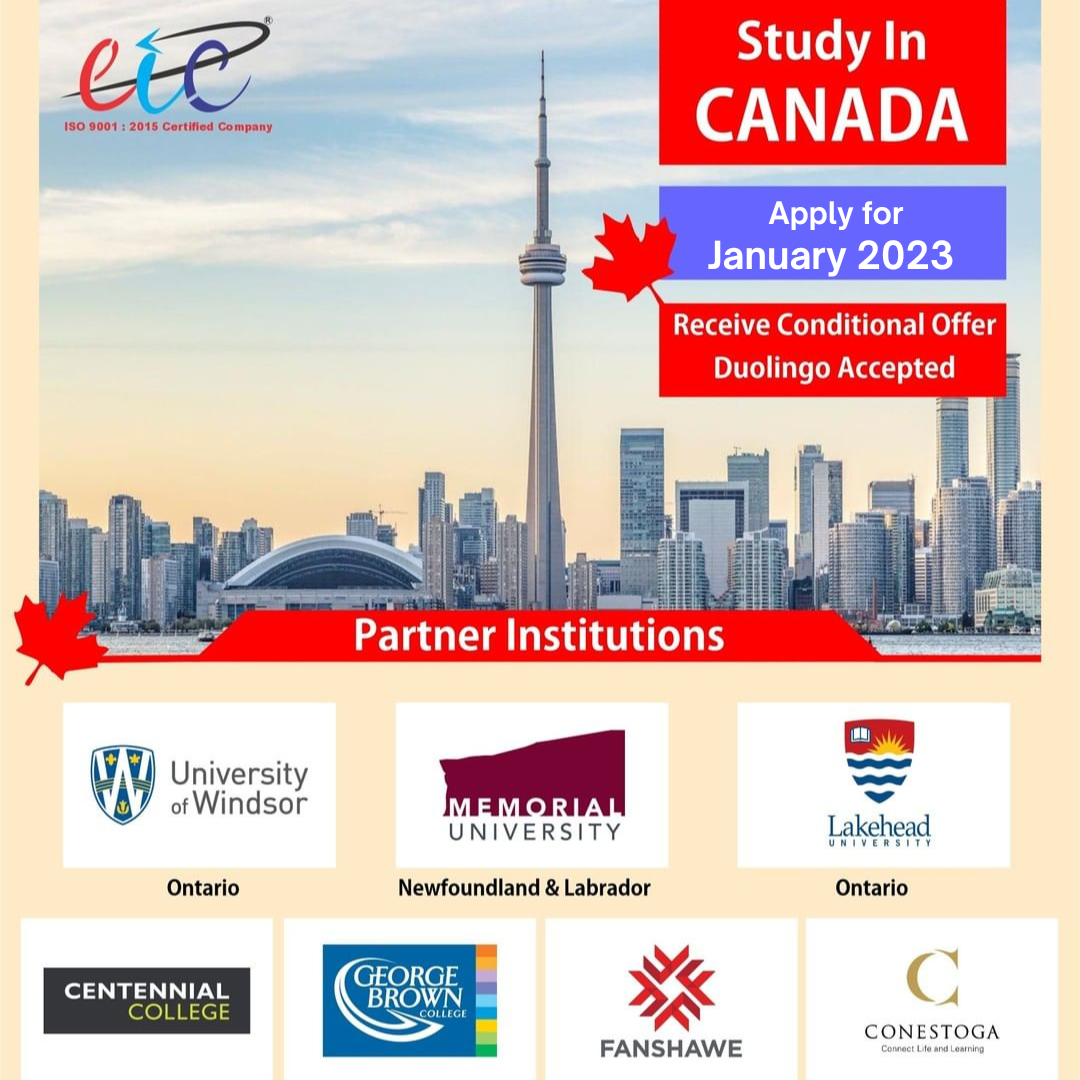 eic®
ISO 9001 : 2015 Certified Company
Study In
CANADA
Apply for
January 2023
Receive Conditional Offer
Duolingo Accepted
Partner Institutions
University
of Windsor
Ontario
MEMORIAL
UNIVERSITY
Newfoundland & Labrador
Lakehead
UNIVERSITY
Ontario
CENTENNIAL
COLLEGE
GEORGE
BROWN
COLLEGE
FANSHAWE
CONESTOGA
Connect Life and Learning